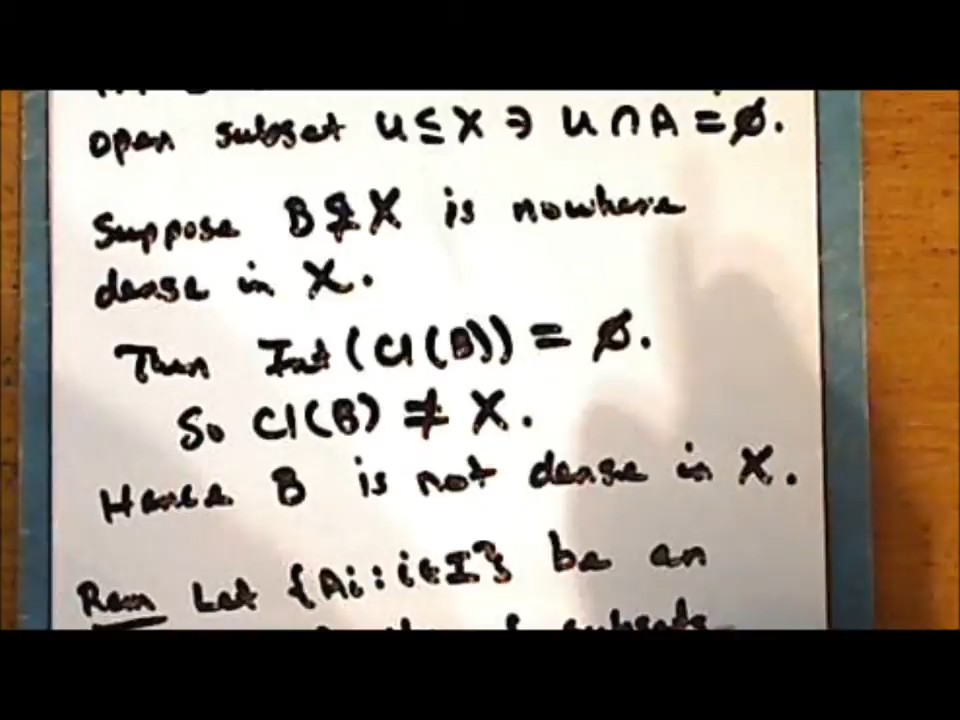 open subset U ⊆ X ∋ U ∩ A = ∅.
Suppose B ⊊ X is nowhere
dense in X.
Then Int(Cl(B)) = ∅.
So Cl(B) ≠ X.
Hence B is not dense in X.
Rem Let {Ai : i ∈ I} be an
subsets